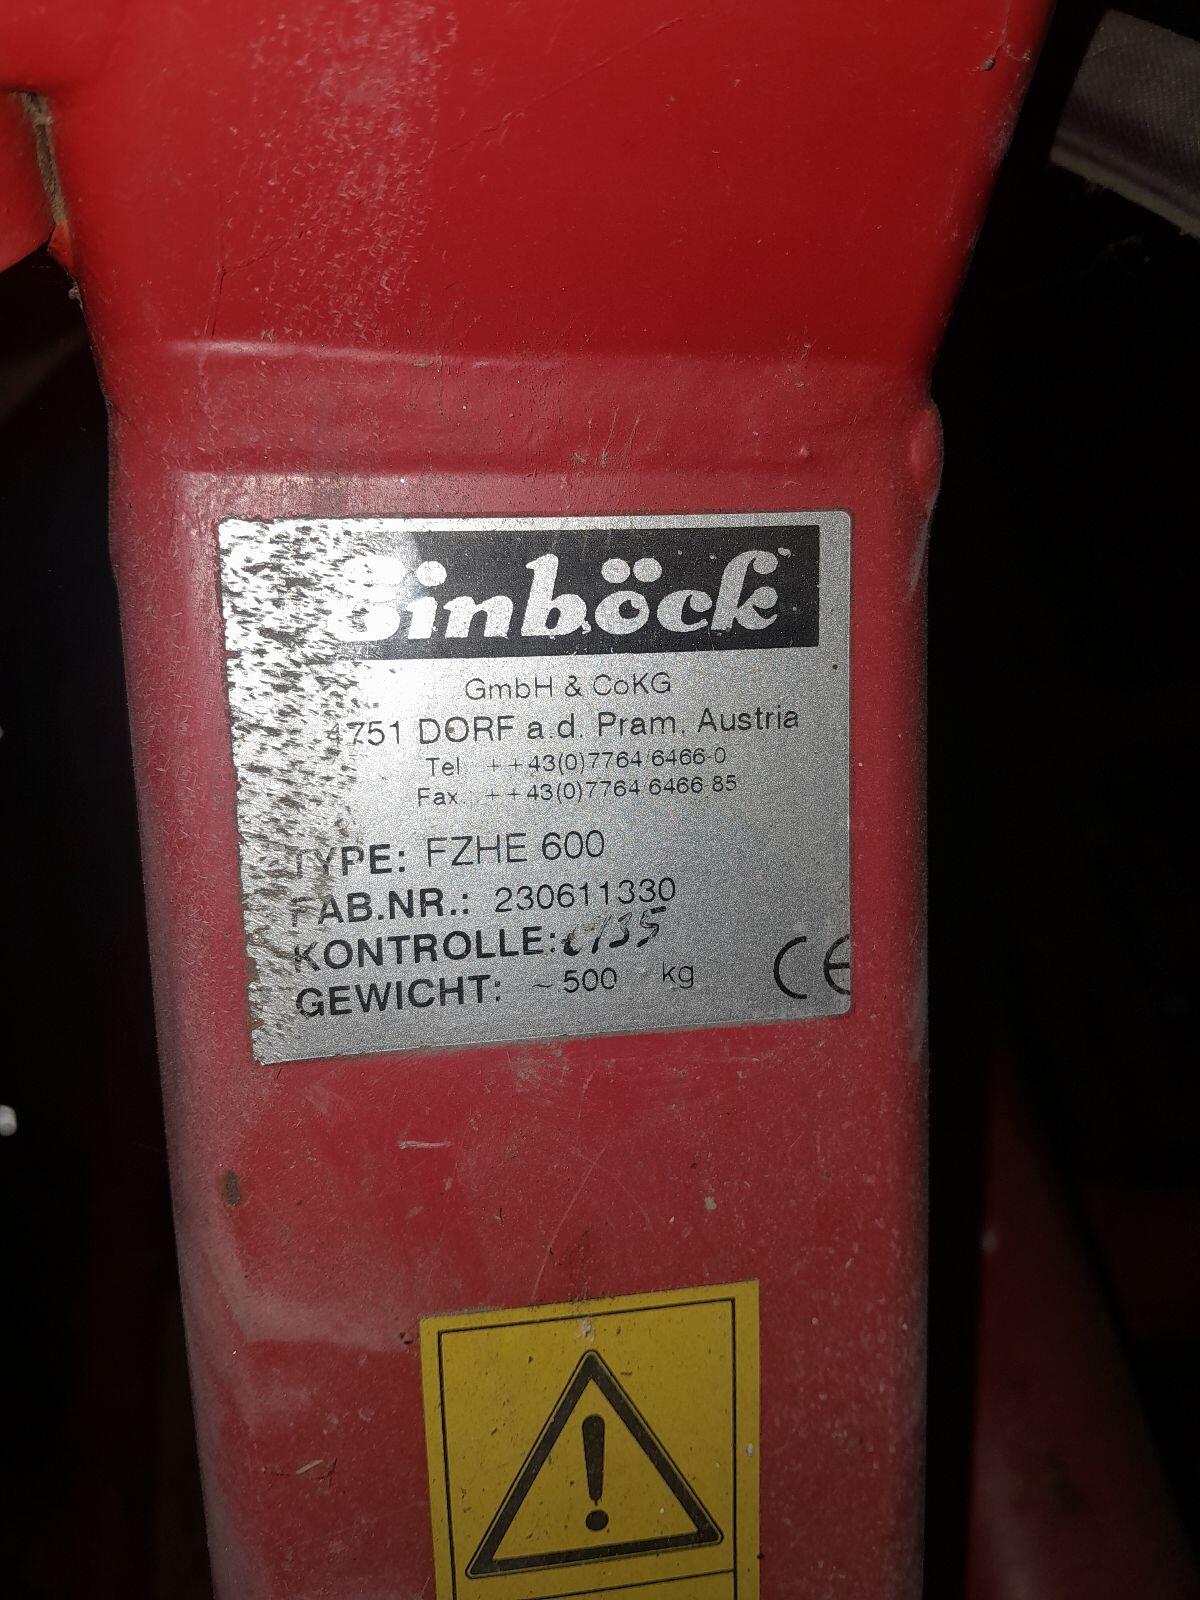 Einböck
GmbH & CoKG
4751 DORF a.d. Pram, Austria
Tel ++43(0)7764/6466-0
Fax. ++43(0)7764/6466 85
TYPE: FZHE 600
FAB.NR.: 230611330
KONTROLLE:
GEWICHT: ~500 kg
CE